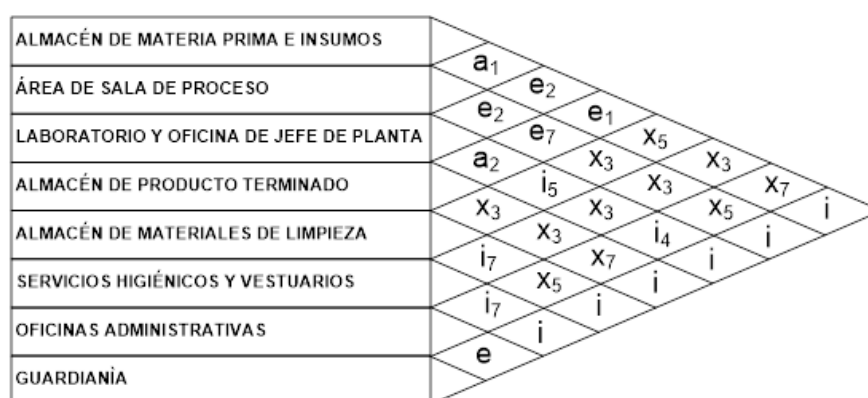 ALMACÉN DE MATERIA PRIMA E INSUMOS
a₁
ÁREA DE SALA DE PROCESO e₂
e₂ e₁
LABORATORIO Y OFICINA DE JEFE DE PLANTA e₇ x₅
a₂ x₃ x₃
ALMACÉN DE PRODUCTO TERMINADO i₅ x₃ x₇
x₃ x₃ x₅ i
ALMACÉN DE MATERIALES DE LIMPIEZA x₃ i₄ i
i₇ x₇ i
SERVICIOS HIGIÉNICOS Y VESTUARIOS x₅ i
i₇ i
OFICINAS ADMINISTRATIVAS i
e
GUARDIANÌA